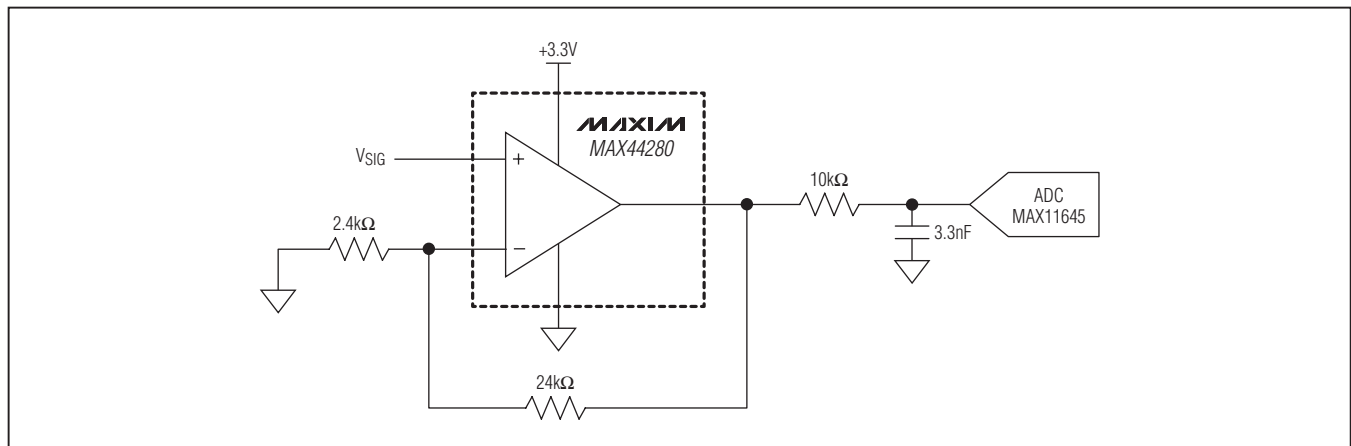 +3.3V
MAXIM
MAX44280
VSIG
+
−
2.4kΩ
24kΩ
10kΩ
3.3nF
ADC
MAX11645